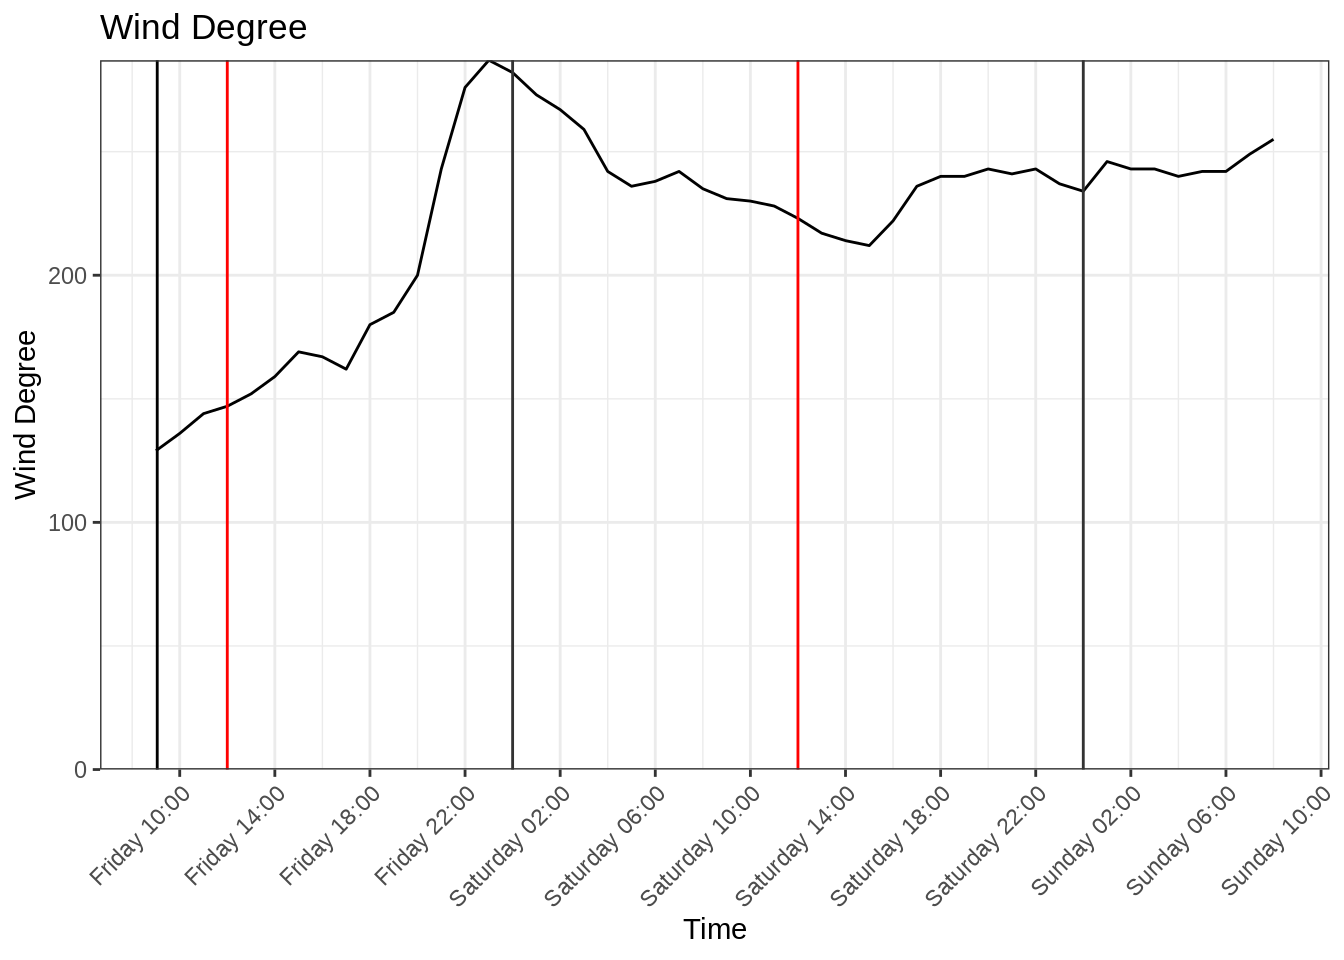 Wind Degree
Wind Degree
200
100
0
Friday 10:00
Friday 14:00
Friday 18:00
Friday 22:00
Saturday 02:00
Saturday 06:00
Saturday 10:00
Saturday 14:00
Saturday 18:00
Saturday 22:00
Sunday 02:00
Sunday 06:00
Sunday 10:00
Time